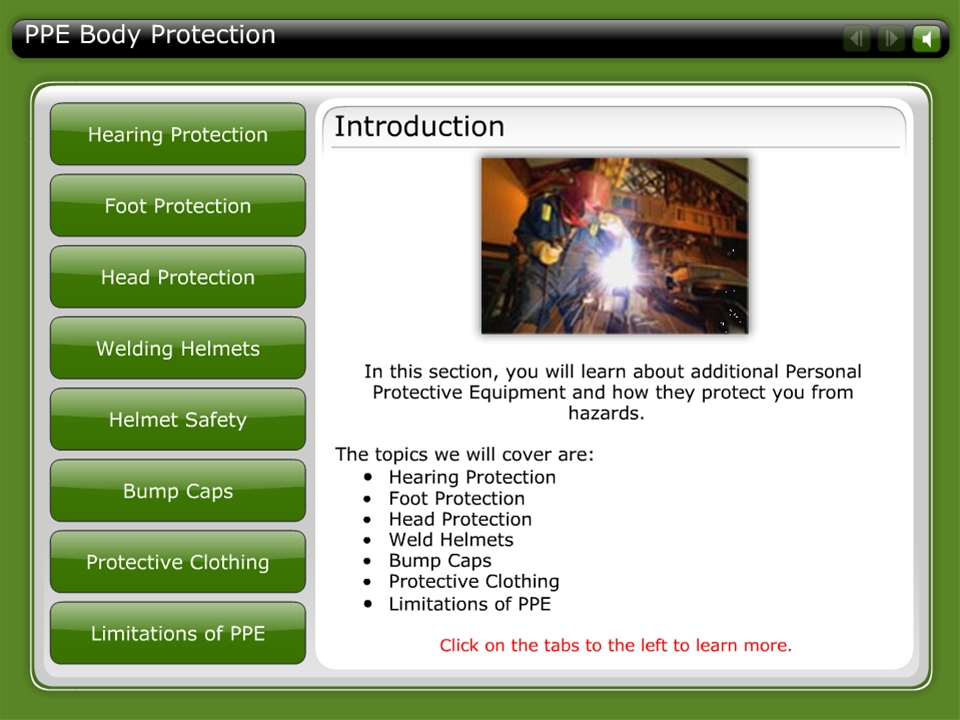 PPE Body Protection
Hearing Protection
Foot Protection
Head Protection
Welding Helmets
Helmet Safety
Bump Caps
Protective Clothing
Limitations of PPE
Introduction
In this section, you will learn about additional Personal
Protective Equipment and how they protect you from
hazards.
The topics we will cover are:
• Hearing Protection
• Foot Protection
• Head Protection
• Weld Helmets
• Bump Caps
• Protective Clothing
• Limitations of PPE
Click on the tabs to the left to learn more.